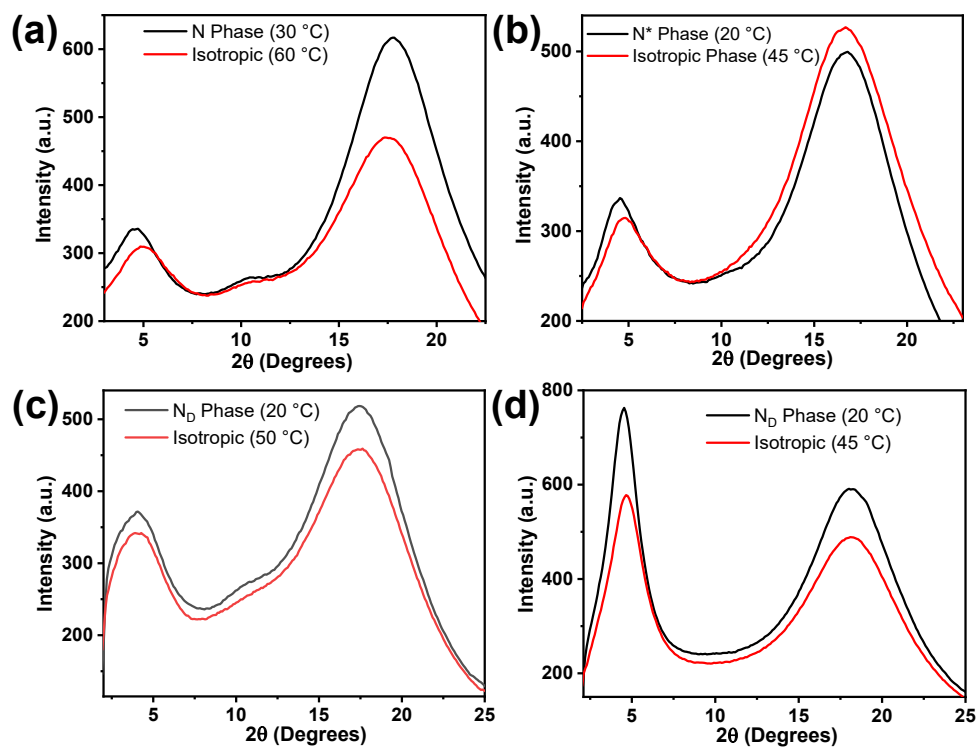 (a)
N Phase (30 °C)
Isotropic (60 °C)
600
500
400
300
200
Intensity (a.u.)
5
10
15
20
2θ (Degrees)
(b)
N* Phase (20 °C)
Isotropic Phase (45 °C)
500
400
300
200
Intensity (a.u.)
5
10
15
20
2θ (Degrees)
(c)
N_D Phase (20 °C)
Isotropic (50 °C)
500
400
300
200
Intensity (a.u.)
5
10
15
20
25
2θ (Degrees)
(d)
N_D Phase (20 °C)
Isotropic (45 °C)
800
600
400
200
Intensity (a.u.)
5
10
15
20
25
2θ (Degrees)